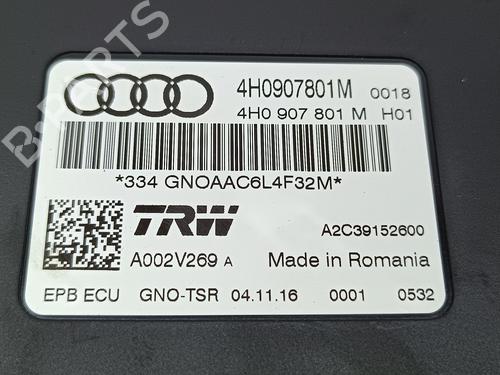 4H0907801M 0018
4H0 907 801 M H01
*334 GNOAAC6L4F32M*
TRW
A2C39152600
A002V269 A
Made in Romania
EPB ECU GNO-TSR 04.11.16 0001 0532